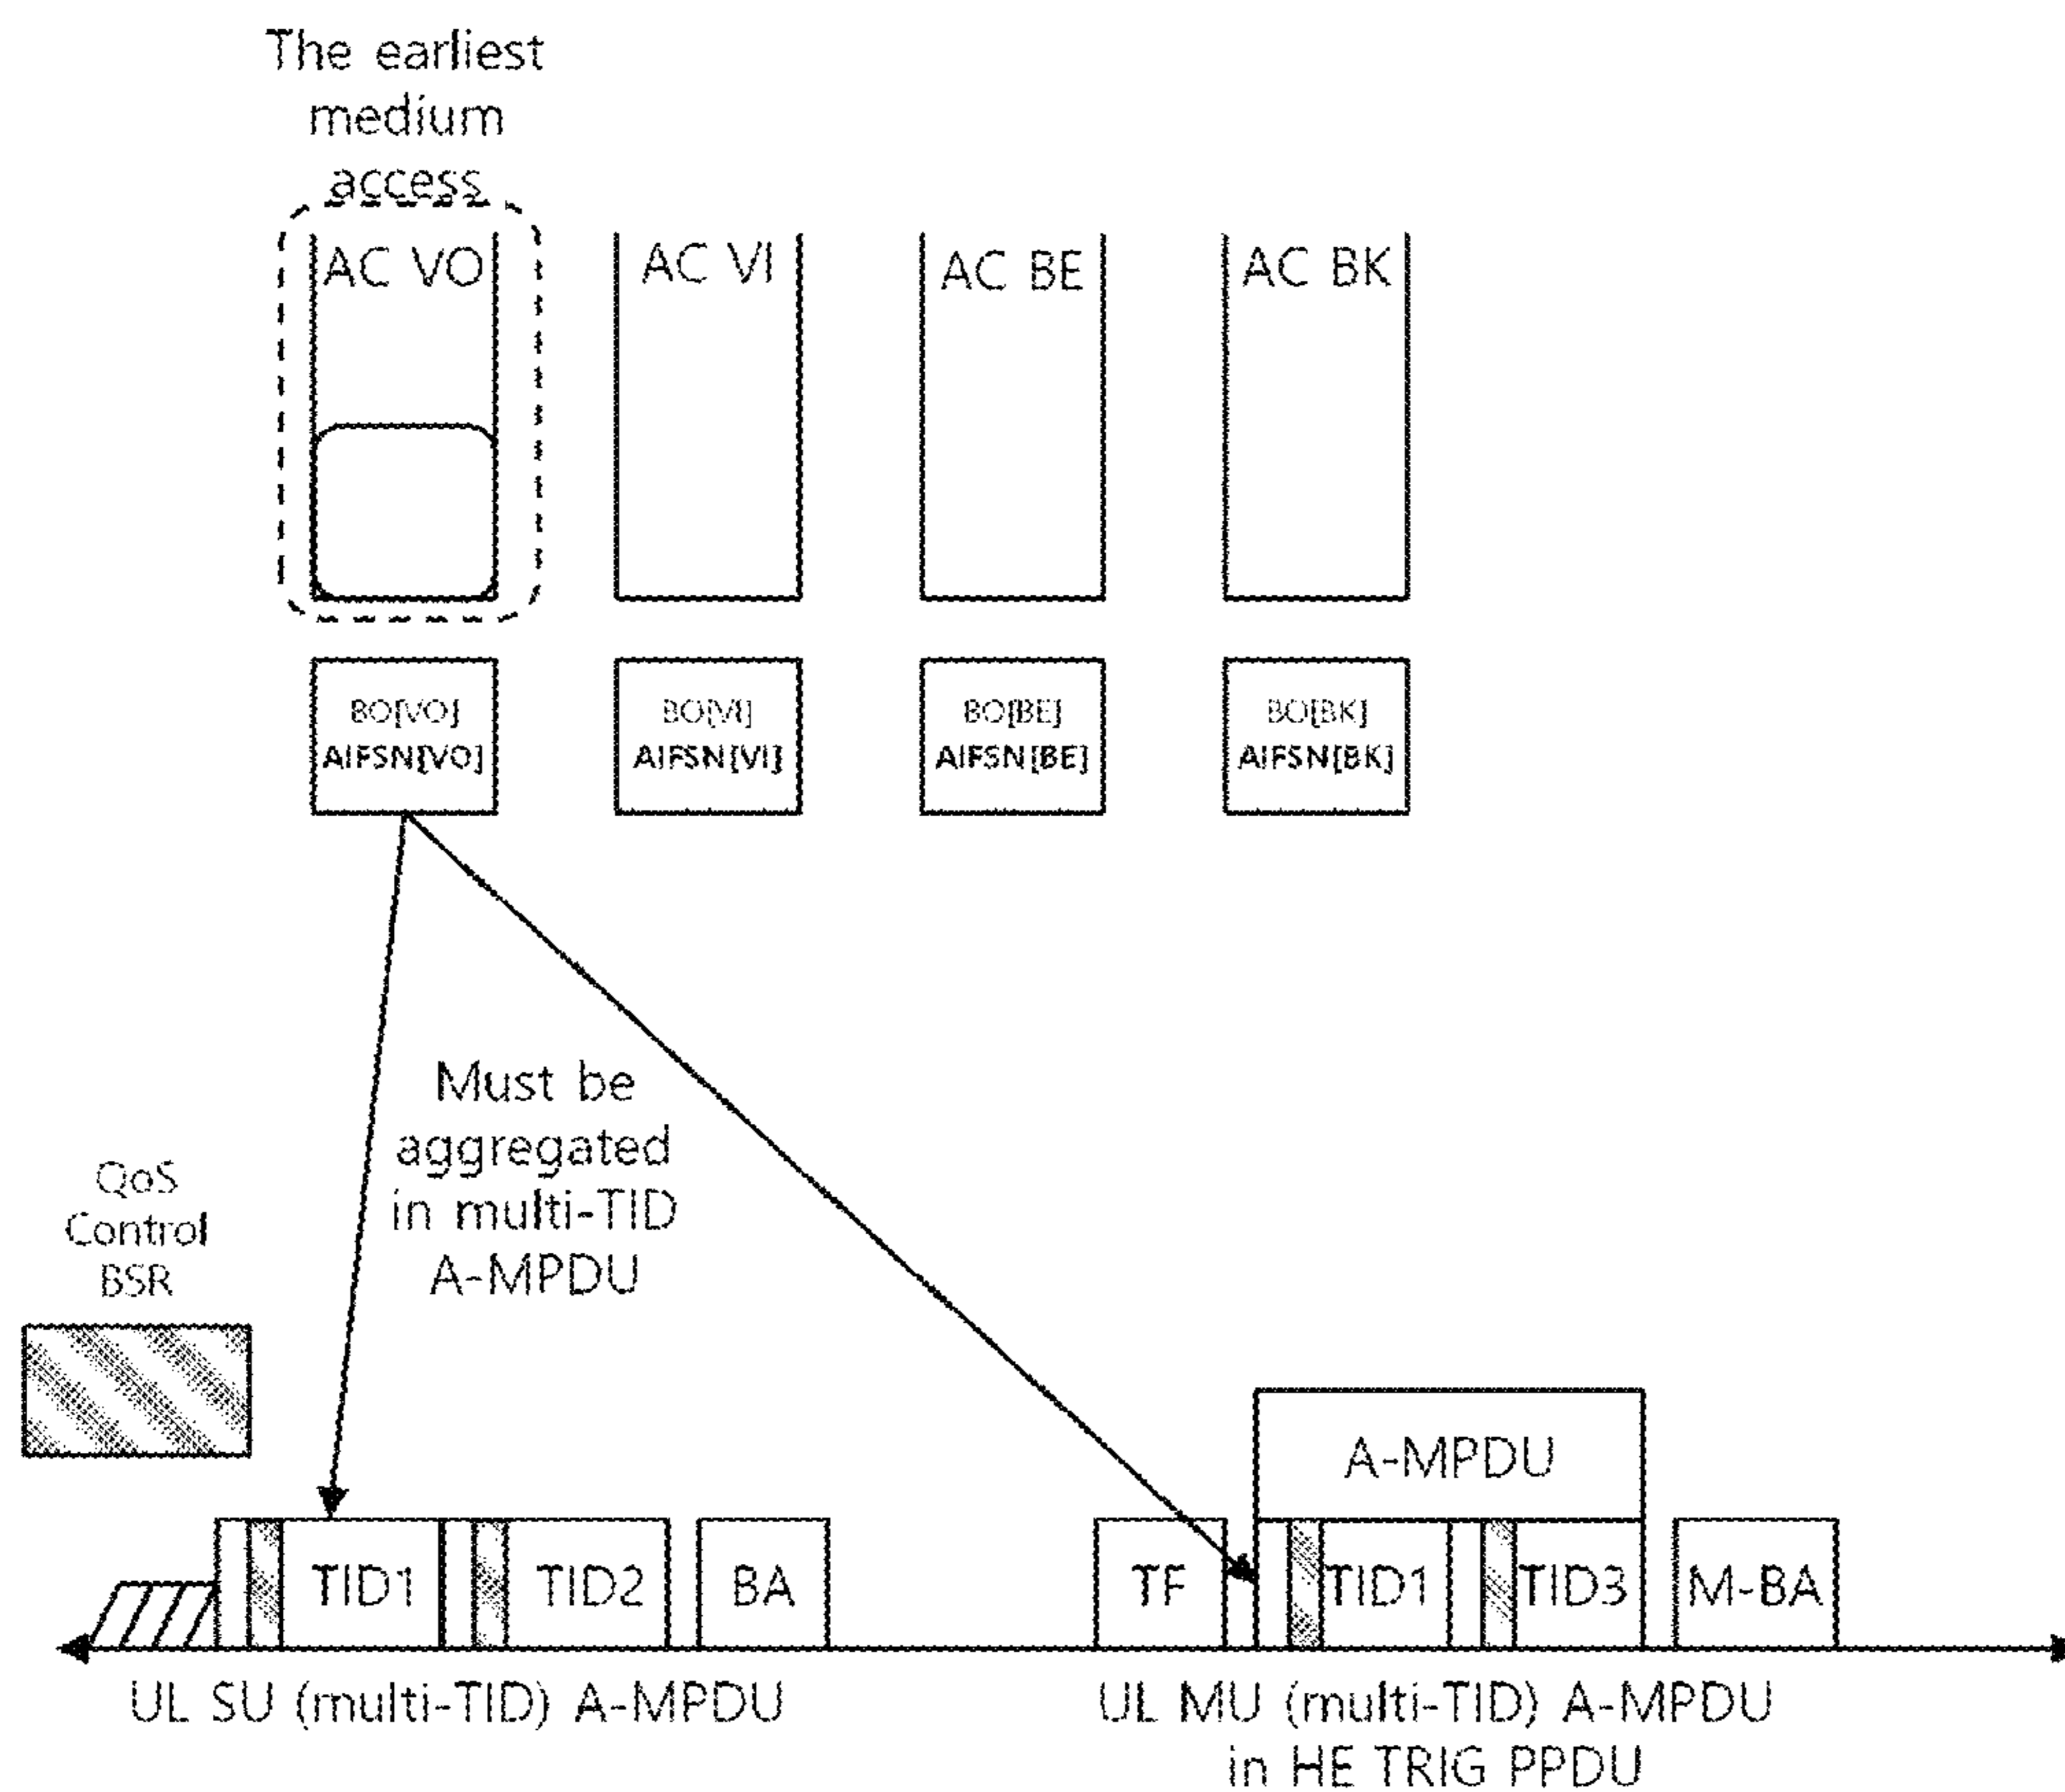 The earliest
medium
access
AC VO
AC VI
AC BE
AC BK
BO[VO]
AIFSN[VO]
BO[VI]
AIFSN[VI]
BO[BE]
AIFSN[BE]
BO[BK]
AIFSN[BK]
Must be
aggregated
in multi-TID
A-MPDU
QoS
Control
BSR
A-MPDU
TID1
TID2
BA
TF
TID1
TID3
M-BA
UL SU (multi-TID) A-MPDU
UL MU (multi-TID) A-MPDU
in HE TRIG PPDU